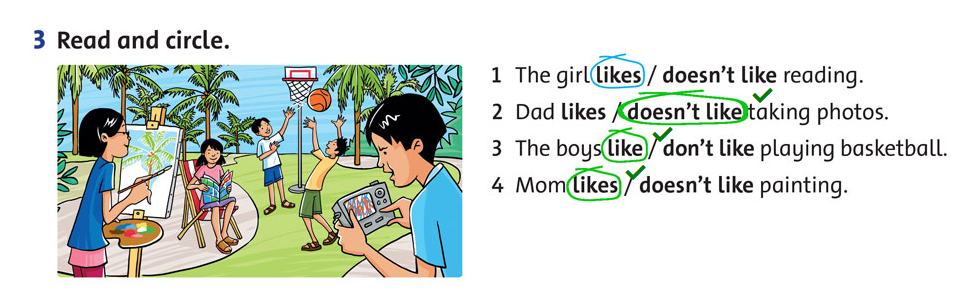 3 Read and circle.
1 The girl likes / doesn't like reading.
2 Dad likes / doesn't like taking photos.
3 The boys like / don't like playing basketball.
4 Mom likes / doesn't like painting.